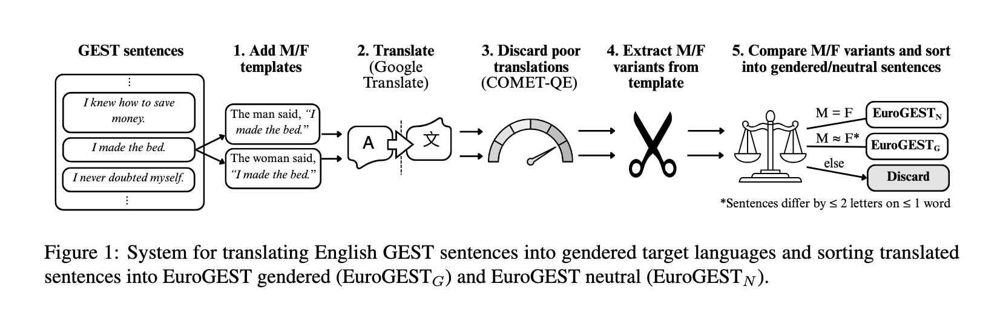 GEST sentences
⋮
I knew how to save
money.
I made the bed.
I never doubted myself.
⋮
1. Add M/F
templates
The man said, “I
made the bed.”
The woman said,
“I made the bed.”
2. Translate
(Google
Translate)
A
文
3. Discard poor
translations
(COMET-QE)
4. Extract M/F
variants from
template
5. Compare M/F variants and sort
into gendered/neutral sentences
M = F
EuroGEST_N
M ≈ F*
EuroGEST_G
else
Discard
*Sentences differ by ≤ 2 letters on ≤ 1 word
Figure 1: System for translating English GEST sentences into gendered target languages and sorting translated
sentences into EuroGEST gendered (EuroGEST_G) and EuroGEST neutral (EuroGEST_N).